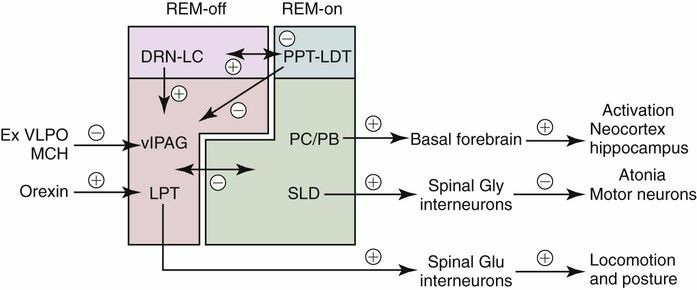 REM-off
REM-on
DRN-LC
PPT-LDT
Ex VLPO
MCH
vlPAG
Orexin
LPT
PC/PB
SLD
Basal forebrain
Activation
Neocortex
hippocampus
Spinal Gly
interneurons
Atonia
Motor neurons
Spinal Glu
interneurons
Locomotion
and posture